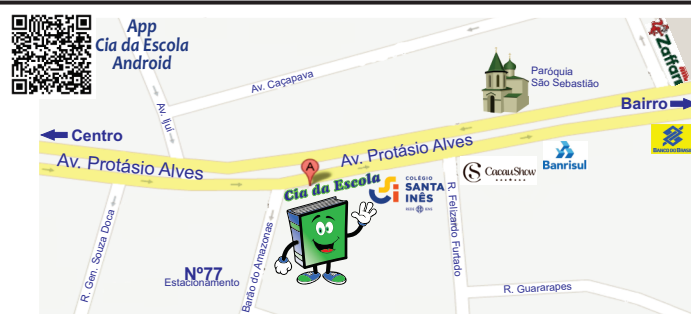 App
Cia da Escola
Android
Av. Caçapava
Av. Ijuí
Paróquia
São Sebastião
Zaffari
Bairro
Centro
Av. Protásio Alves
Av. Protásio Alves
BANCO DO BRASIL
Banrisul
CacauShow
A
Cia da Escola
COLÉGIO
SANTA
INÊS
R. Gen. Souza Doca
Barão do Amazonas
R. Felizardo Furtado
Nº77
Estacionamento
R. Guararapes